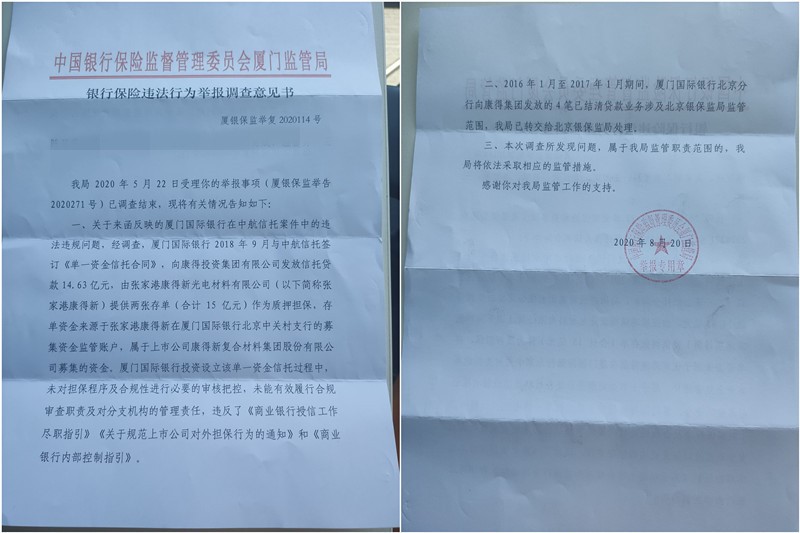 中国银行保险监督管理委员会厦门监管局
银行保险违法行为举报调查意见书
厦银保监举复 2020114 号
我局 2020 年 5 月 22 日受理你的举报事项（厦银保监举告
2020271 号）已调查结束，现将有关情况告知如下：
一、关于来函反映的厦门国际银行在中航信托案件中的违
法违规问题，经调查，厦门国际银行 2018 年 9 月与中航信托签
订《单一资金信托合同》，向康得投资集团有限公司发放信托贷
款 14.63 亿元，由张家港康得新光电材料有限公司（以下简称张
家港康得新）提供两张存单（合计 15 亿元）作为质押担保，存
单资金来源于张家港康得新在厦门国际银行北京中关村支行的募
集资金监管账户，属于上市公司康得新复合材料集团股份有限公
司募集的资金。厦门国际银行投资设立该单一资金信托过程中，
未对担保程序及合规性进行必要的审核把控，未能有效履行合规
审查职责及对分支机构的管理责任，违反了《商业银行授信工作
尽职指引》《关于规范上市公司对外担保行为的通知》和《商业
银行内部控制指引》。
二、2016 年 1 月至 2017 年 1 月期间，厦门国际银行北京分
行向康得集团发放的 4 笔已结清贷款业务涉及北京银保监局监管
范围，我局已转交给北京银保监局处理。
三、本次调查所发现问题，属于我局监管职责范围的，我
局将依法采取相应的监管措施。
感谢你对我局监管工作的支持。
2020 年 8 月 20 日
举报专用章